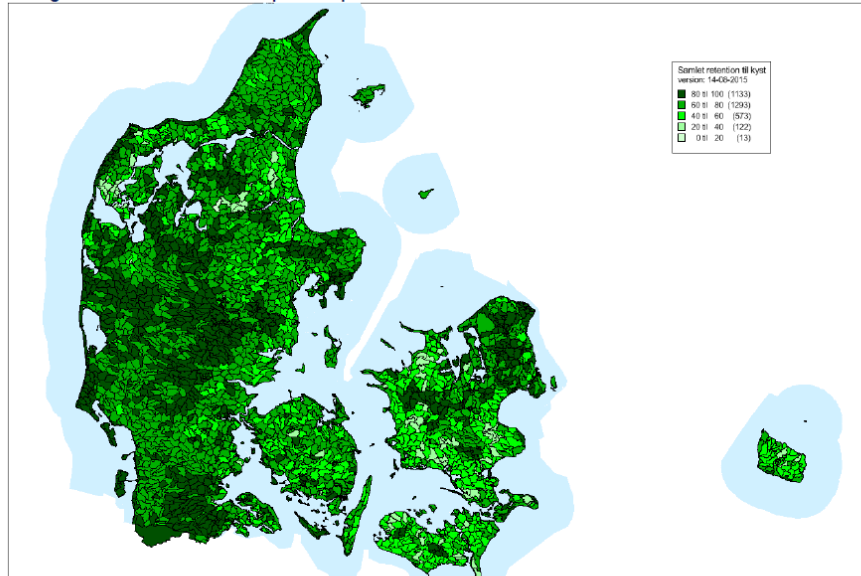 Samlet retention til kyst
version: 14-08-2015
80 til 100 (1133)
60 til 80 (1293)
40 til 60 (573)
20 til 40 (122)
0 til 20 (13)